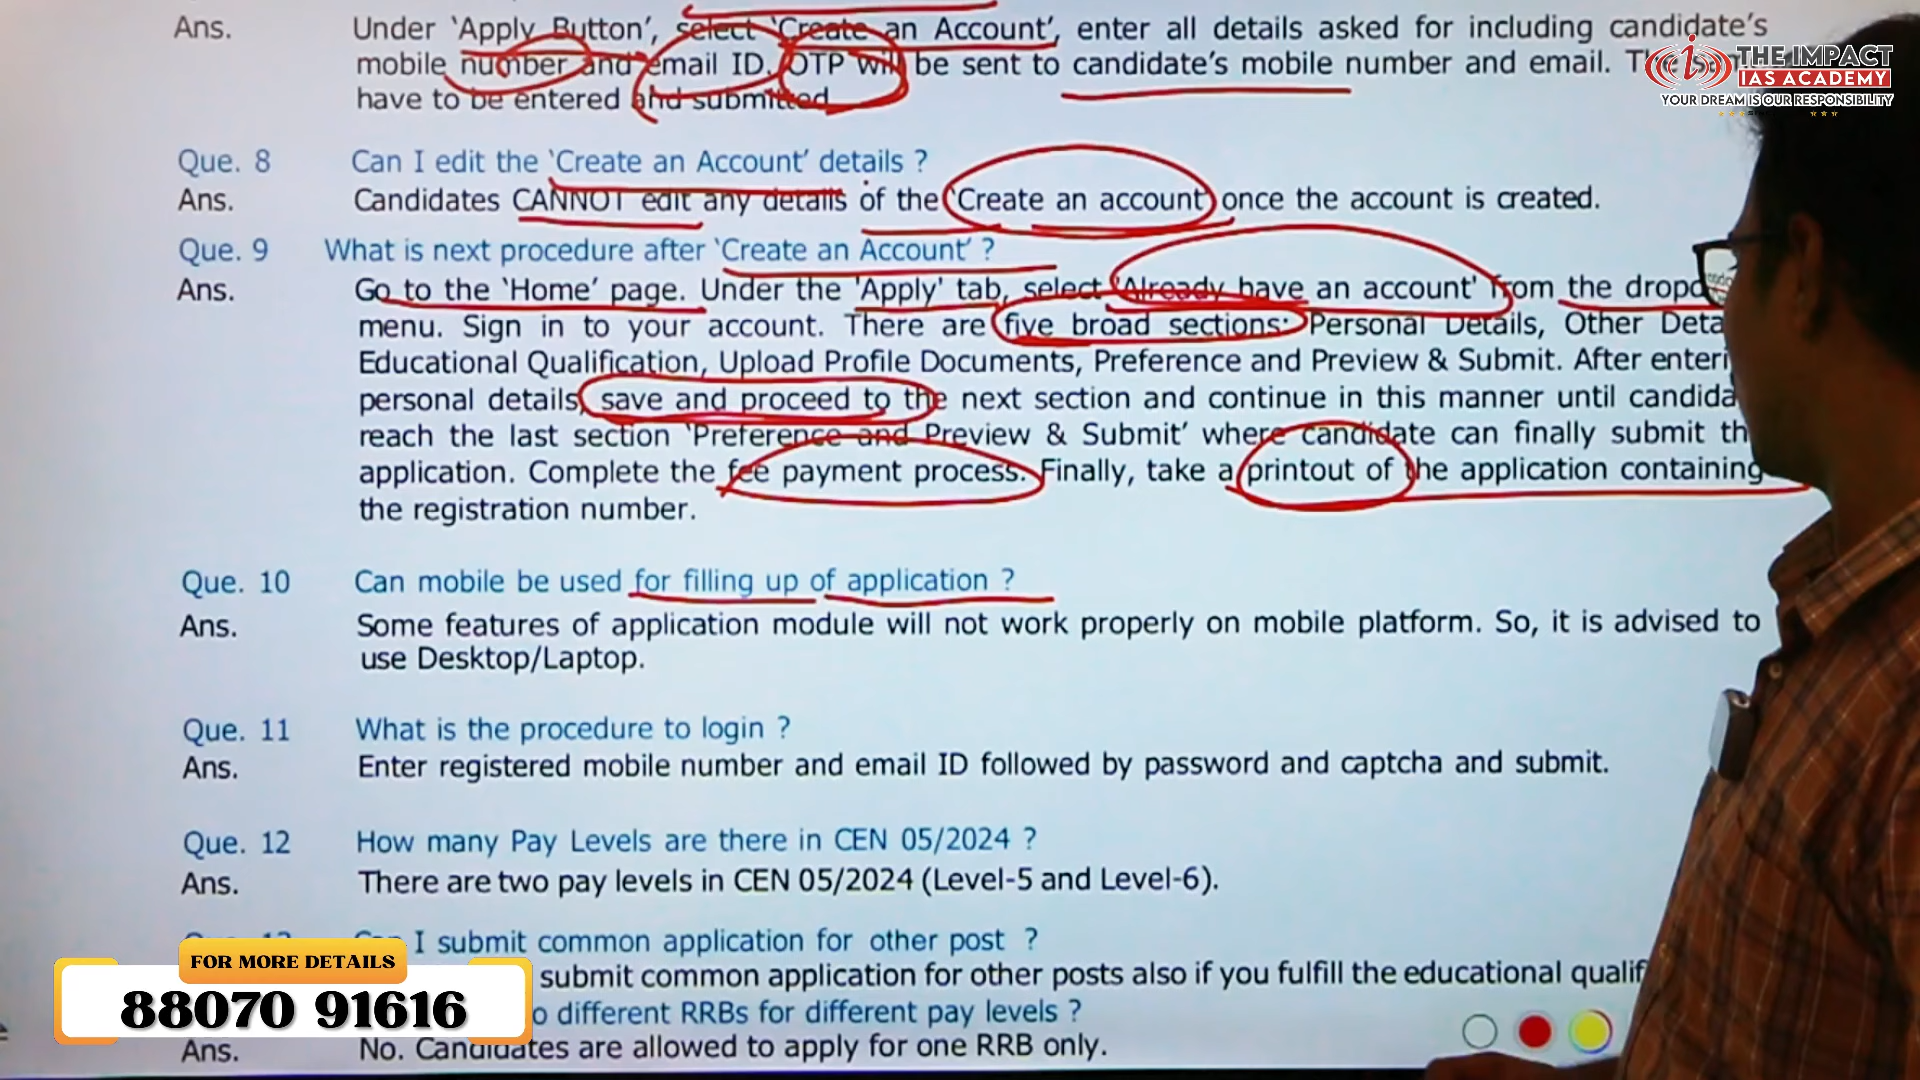 Ans. Under ‘Apply Button’, select ‘Create an Account’, enter all details asked for including candidate’s
mobile number and email ID. OTP will be sent to candidate’s mobile number and email.
have to be entered and submitted
THE IMPACT
IAS ACADEMY
YOUR DREAM IS OUR RESPONSIBILITY
Que. 8 Can I edit the ‘Create an Account’ details ?
Ans. Candidates CANNOT edit any details of the ‘Create an account’ once the account is created.
Que. 9 What is next procedure after ‘Create an Account’ ?
Ans. Go to the ‘Home’ page. Under the ‘Apply’ tab, select ‘Already have an account’ from the dropd
menu. Sign in to your account. There are five broad sections: Personal Details, Other Deta
Educational Qualification, Upload Profile Documents, Preference and Preview & Submit. After enteri
personal details, save and proceed to the next section and continue in this manner until candida
reach the last section ‘Preference and Preview & Submit’ where candidate can finally submit th
application. Complete the fee payment process. Finally, take a printout of the application containing
the registration number.
Que. 10 Can mobile be used for filling up of application ?
Ans. Some features of application module will not work properly on mobile platform. So, it is advised to
use Desktop/Laptop.
Que. 11 What is the procedure to login ?
Ans. Enter registered mobile number and email ID followed by password and captcha and submit.
Que. 12 How many Pay Levels are there in CEN 05/2024 ?
Ans. There are two pay levels in CEN 05/2024 (Level-5 and Level-6).
I submit common application for other post ?
submit common application for other posts also if you fulfill the educational qualif
o different RRBs for different pay levels ?
Ans. No. Candidates are allowed to apply for one RRB only.
FOR MORE DETAILS
88070 91616